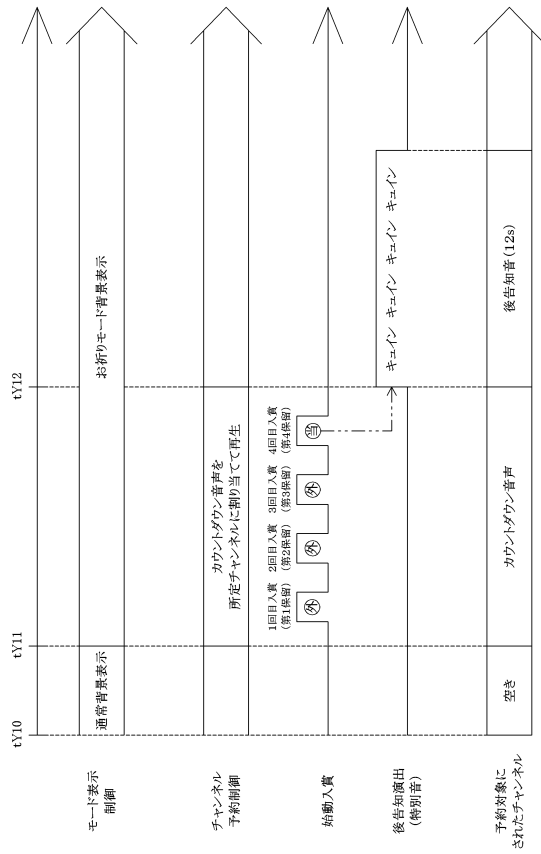 tY10
tY11
tY12
モード表示
制御
通常背景表示
お祈りモード背景表示
チャンネル
予約制御
カウントダウン音声を
所定チャンネルに割り当てて再生
始動入賞
1回目入賞
(第1保留)
外
2回目入賞
(第2保留)
外
3回目入賞
(第3保留)
外
4回目入賞
(第4保留)
当
後告知演出
(特別音)
キュイン キュイン キュイン キュイン
予約対象に
されたチャンネル
空き
カウントダウン音声
後告知音(12s)